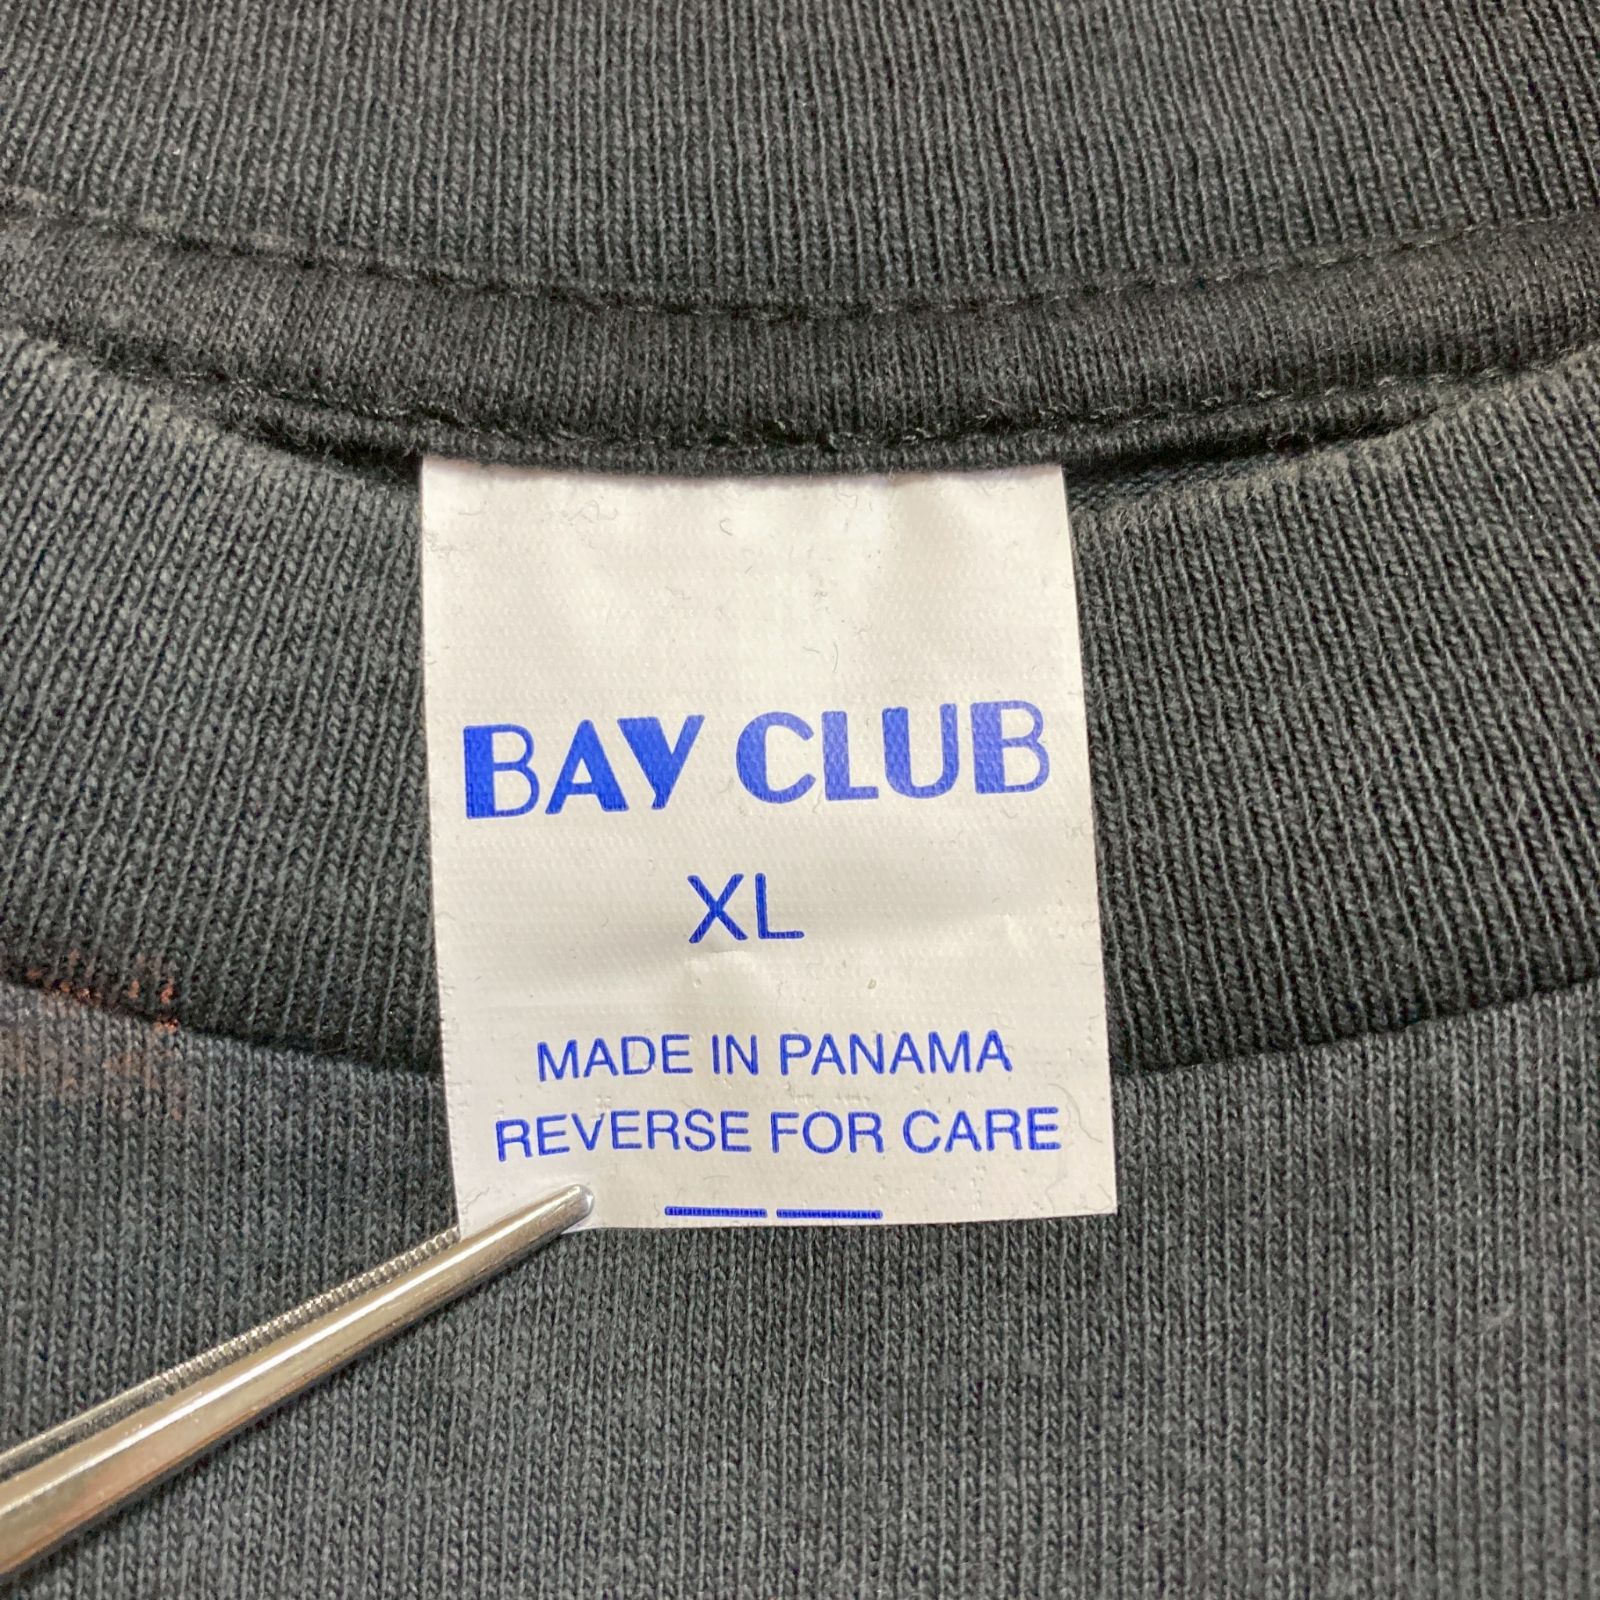 BAY CLUB
XL
MADE IN PANAMA
REVERSE FOR CARE